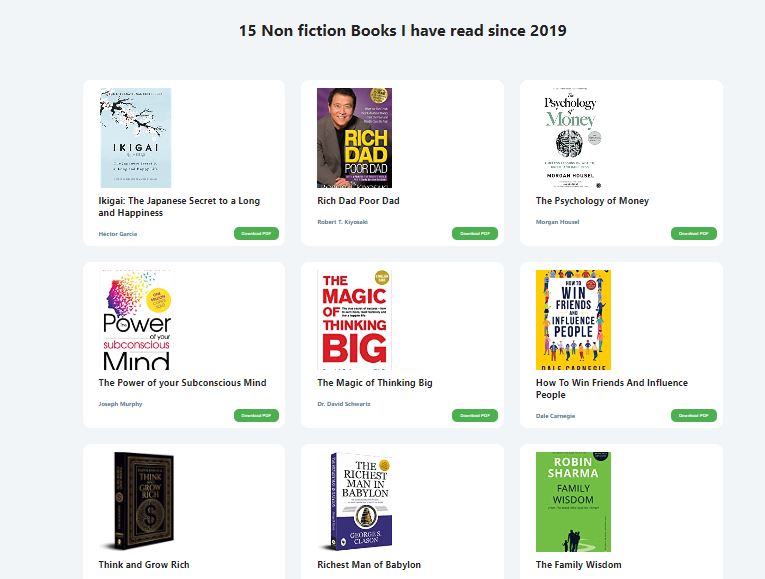 15 Non fiction Books I have read since 2019
IKIGAI
Ikigai: The Japanese Secret to a Long
and Happiness
Héctor García
Download PDF
RICH
DAD
POOR DAD
Rich Dad Poor Dad
Robert T. Kiyosaki
Download PDF
The
Psychology
of
Money
MORGAN HOUSEL
The Psychology of Money
Morgan Housel
Download PDF
The
Power
of your
subconscious
Mind
The Power of your Subconscious Mind
Joseph Murphy
Download PDF
THE
MAGIC
OF THINKING
BIG
The Magic of Thinking Big
Dr. David Schwartz
Download PDF
HOW TO
WIN
FRIENDS
AND
INFLUENCE
PEOPLE
DALE CARNEGIE
How To Win Friends And Influence
People
Dale Carnegie
Download PDF
THINK
AND
GROW
RICH
Think and Grow Rich
THE
RICHEST
MAN IN
BABYLON
GEORGE S.
CLASON
Richest Man of Babylon
ROBIN
SHARMA
FAMILY
WISDOM
The Family Wisdom